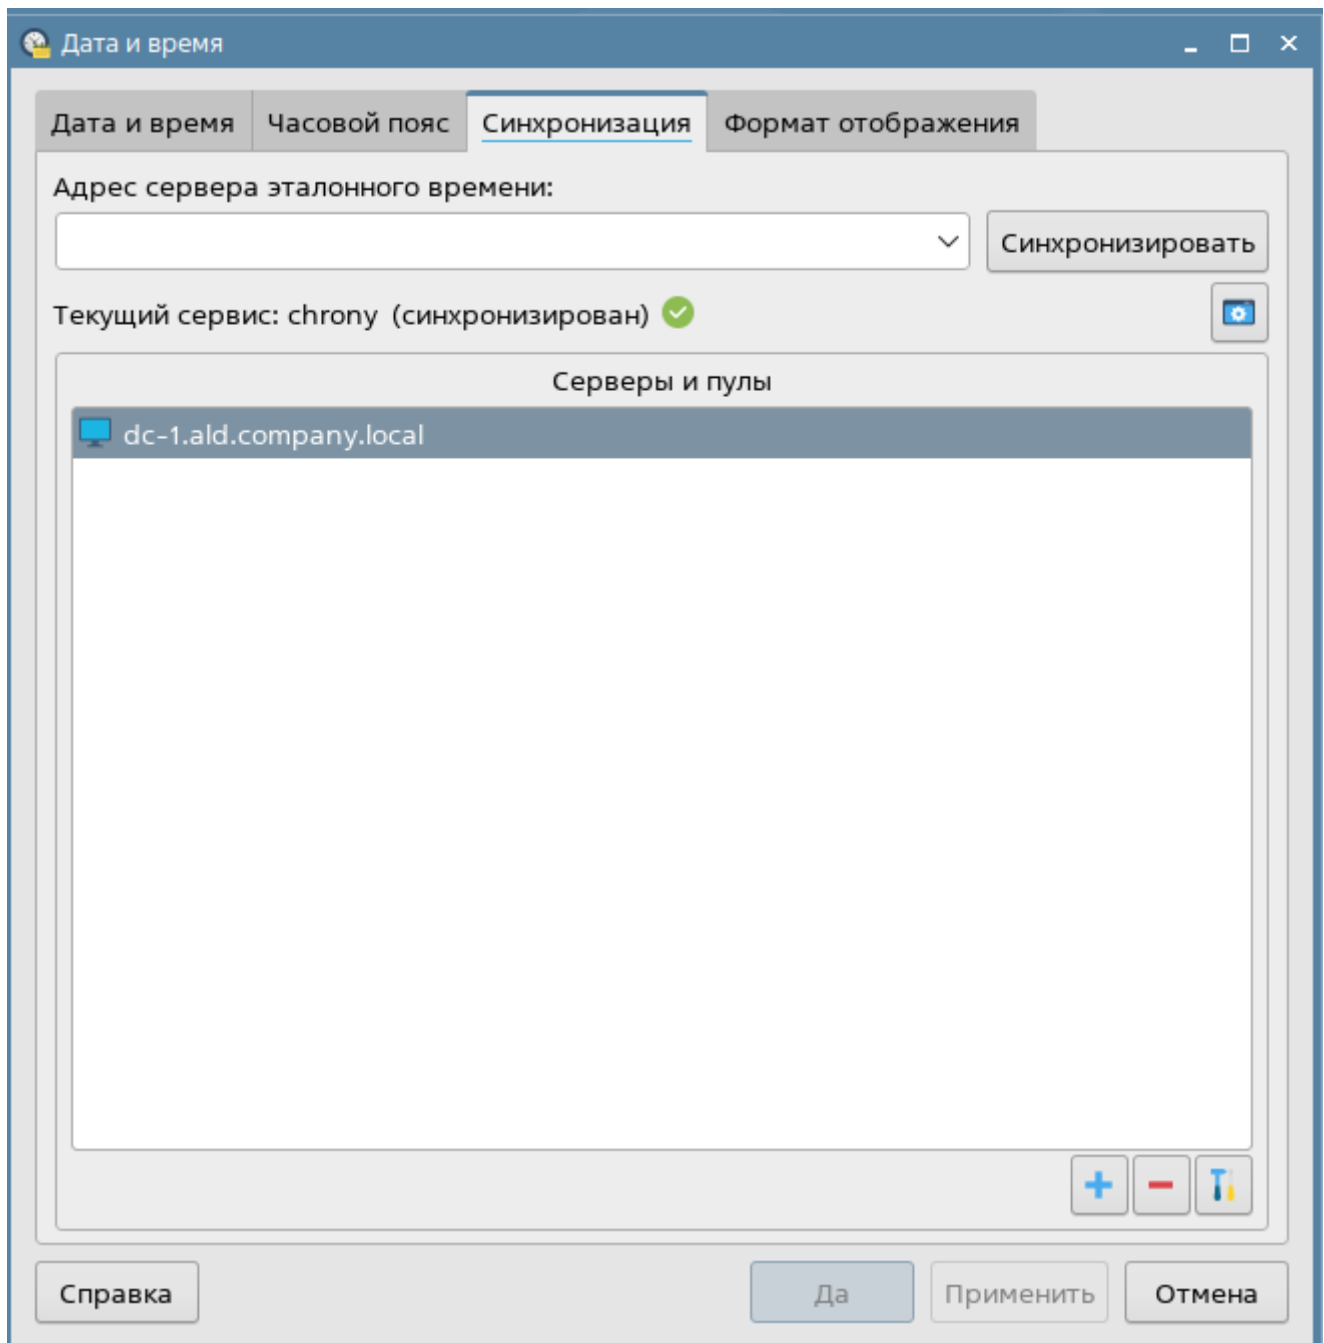 Дата и время
Дата и время Часовой пояс Синхронизация Формат отображения
Адрес сервера эталонного времени:
Синхронизировать
Текущий сервис: chrony (синхронизирован)
Серверы и пулы
dc-1.ald.company.local
Справка Да Применить Отмена